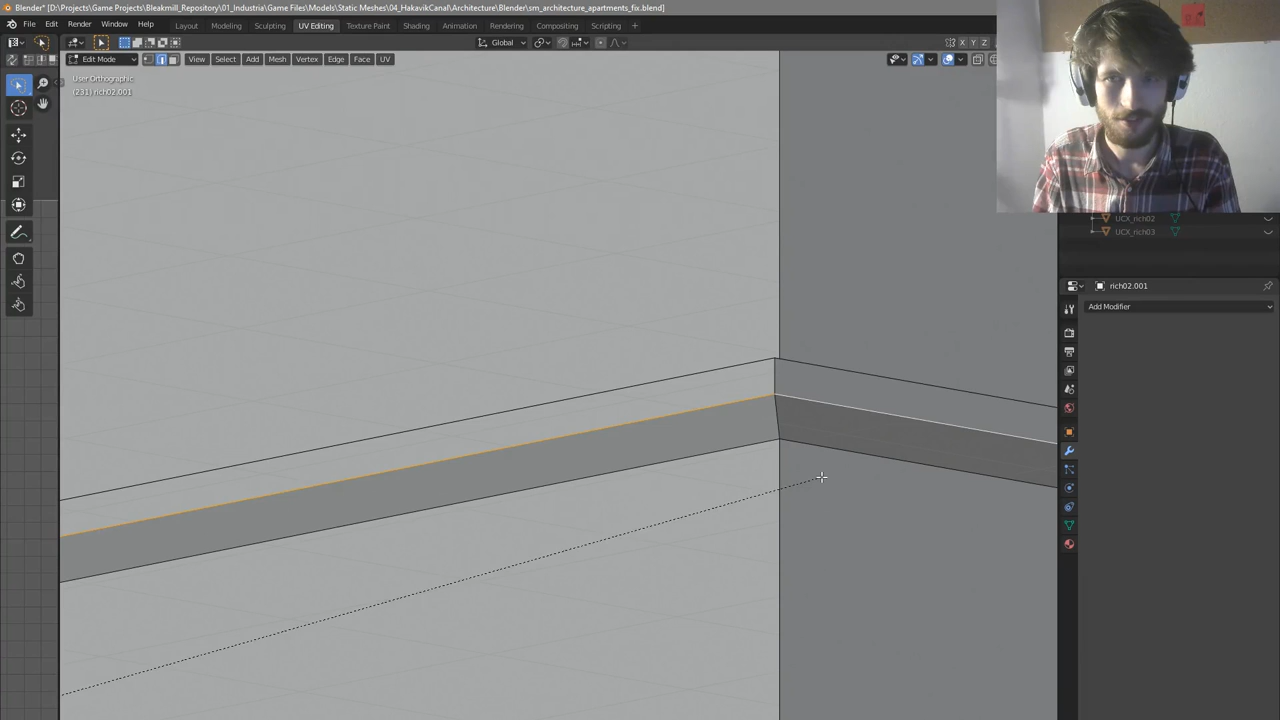 Blender* [D:\Projects\Game Projects\Bleakmill_Repository\01_Industria\Game Files\Models\Static Meshes\04_HakavikCanal\Architecture\Blender\sm_architecture_apartments_fix.blend]
File Edit Render Window Help Layout Modeling Sculpting UV Editing Texture Paint Shading Animation Rendering Compositing Scripting +
Global X Y Z
Edit Mode View Select Add Mesh Vertex Edge Face UV
User Orthographic
(231) rich02.001
UCX_rich02
UCX_rich03
rich02.001
Add Modifier